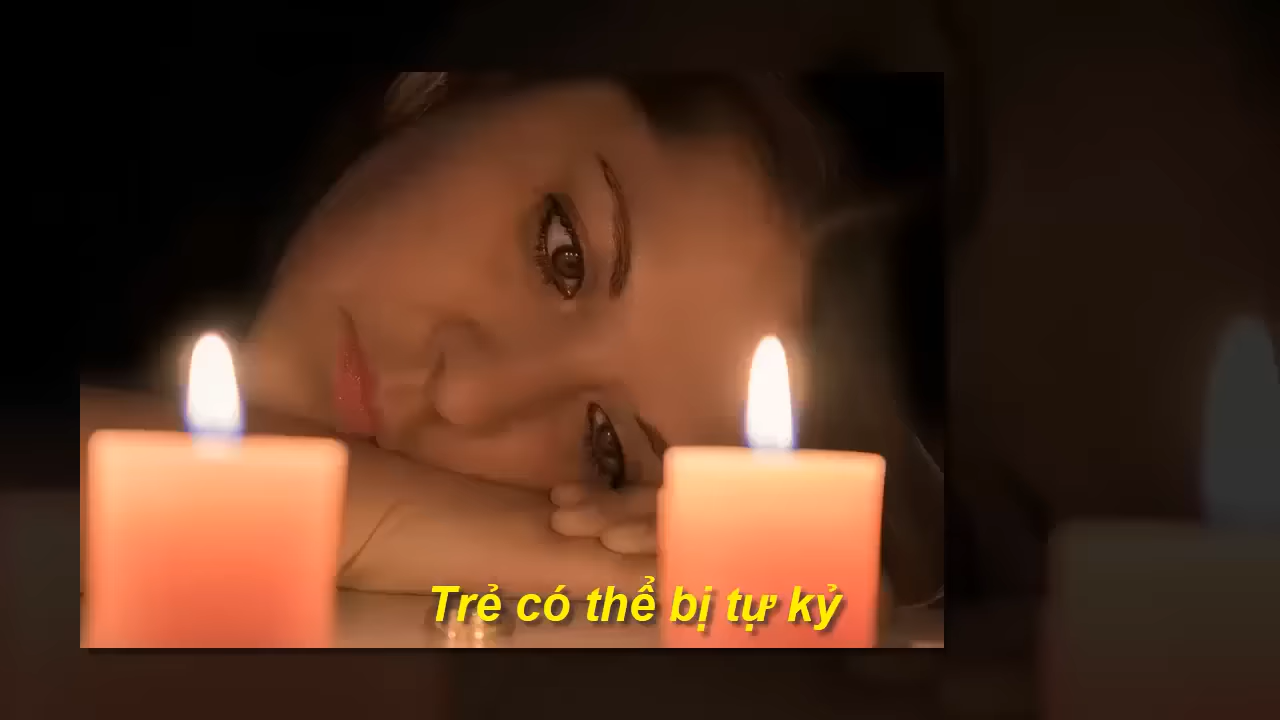 Trẻ có thể bị tự kỷ